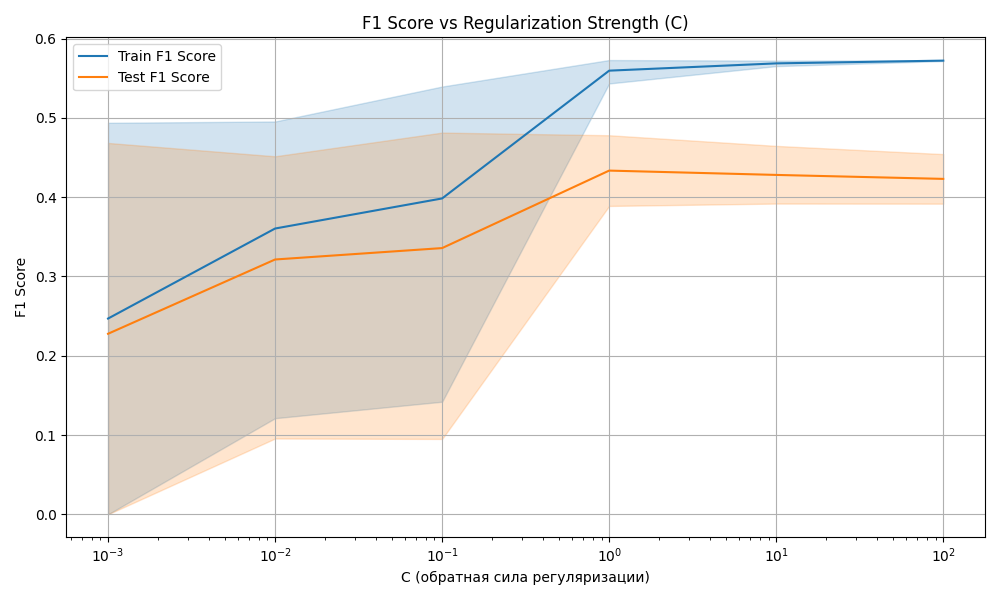 F1 Score vs Regularization Strength (C)
Train F1 Score
Test F1 Score
F1 Score
0.6
0.5
0.4
0.3
0.2
0.1
0.0
10⁻³ 10⁻² 10⁻¹ 10⁰ 10¹ 10²
C (обратная сила регуляризации)